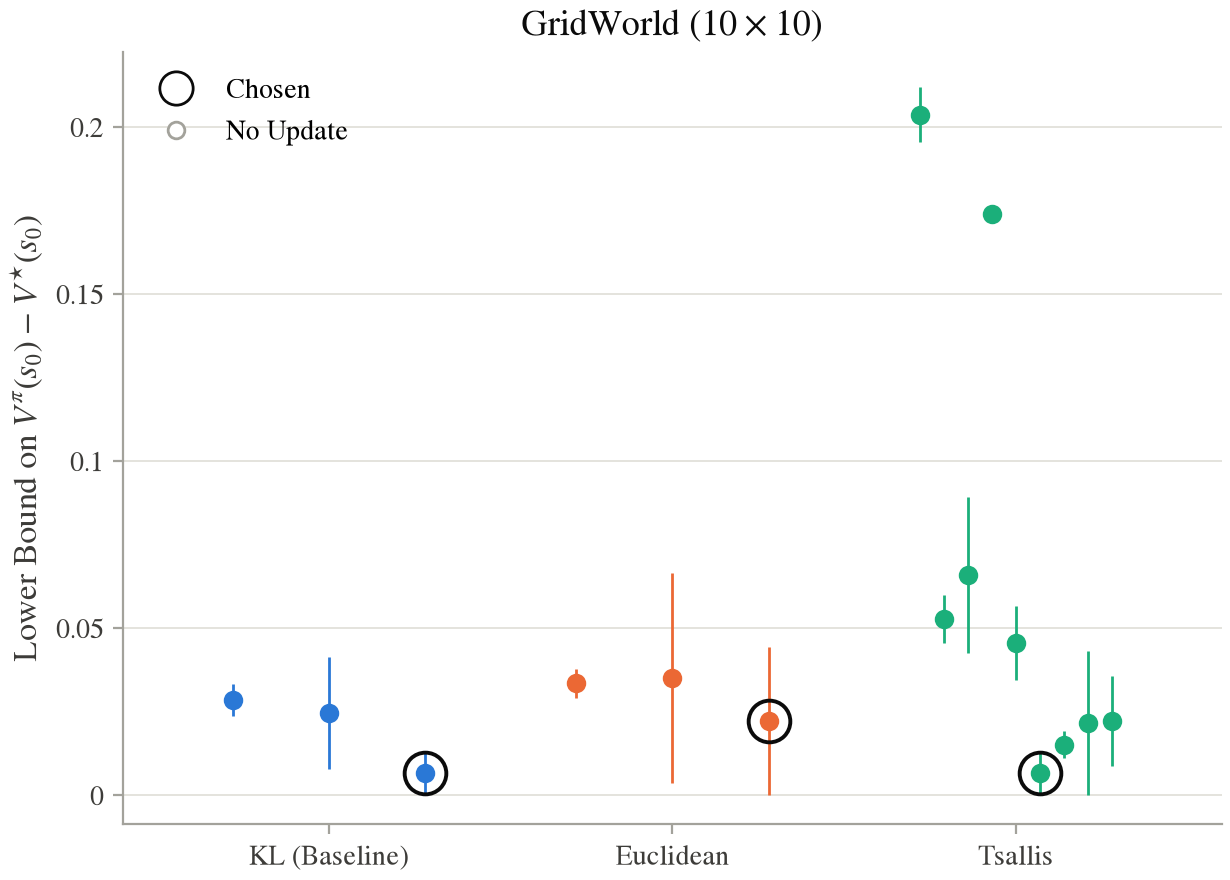 GridWorld (10 × 10)
Chosen
No Update
Lower Bound on V^π(s₀) − V^★(s₀)
0.2
0.15
0.1
0.05
0
KL (Baseline)
Euclidean
Tsallis